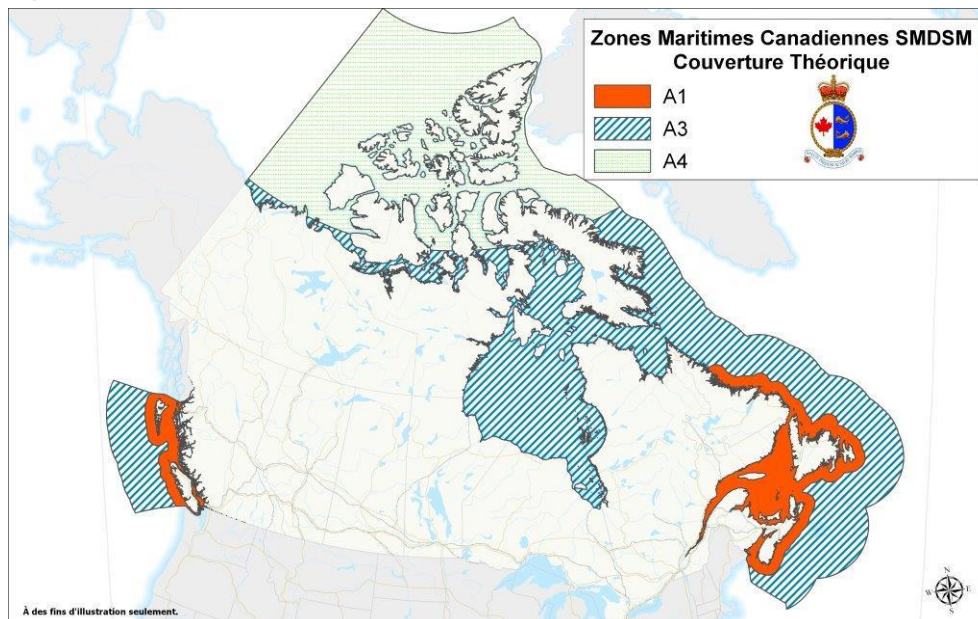 Zones Maritimes Canadiennes SMDSM
Couverture Théorique
A1
A3
A4
À des fins d'illustration seulement.
N
W
E
S